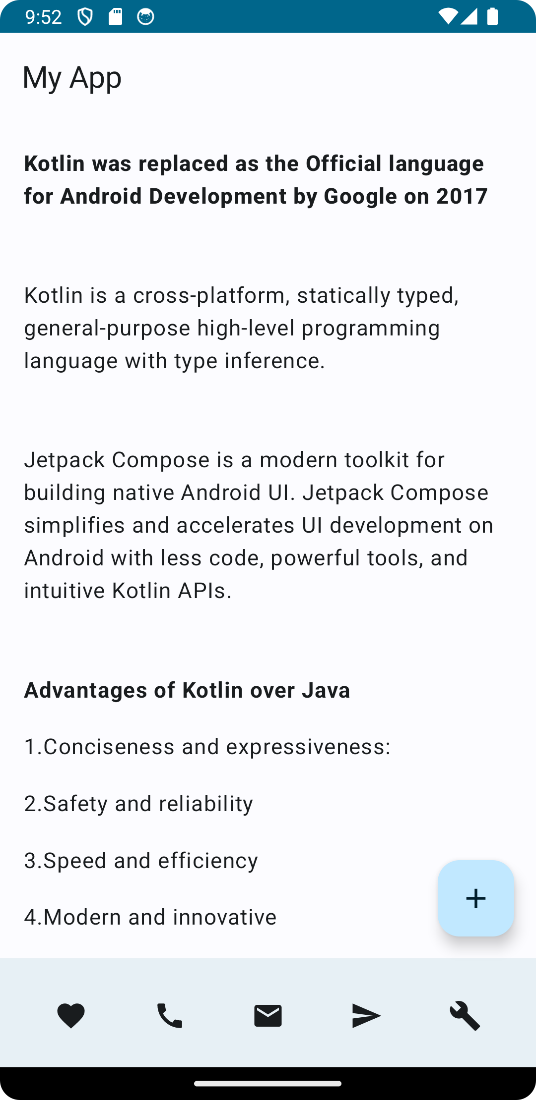 9:52
My App
Kotlin was replaced as the Official language
for Android Development by Google on 2017
Kotlin is a cross-platform, statically typed,
general-purpose high-level programming
language with type inference.
Jetpack Compose is a modern toolkit for
building native Android UI. Jetpack Compose
simplifies and accelerates UI development on
Android with less code, powerful tools, and
intuitive Kotlin APIs.
Advantages of Kotlin over Java
1.Conciseness and expressiveness:
2.Safety and reliability
3.Speed and efficiency
4.Modern and innovative